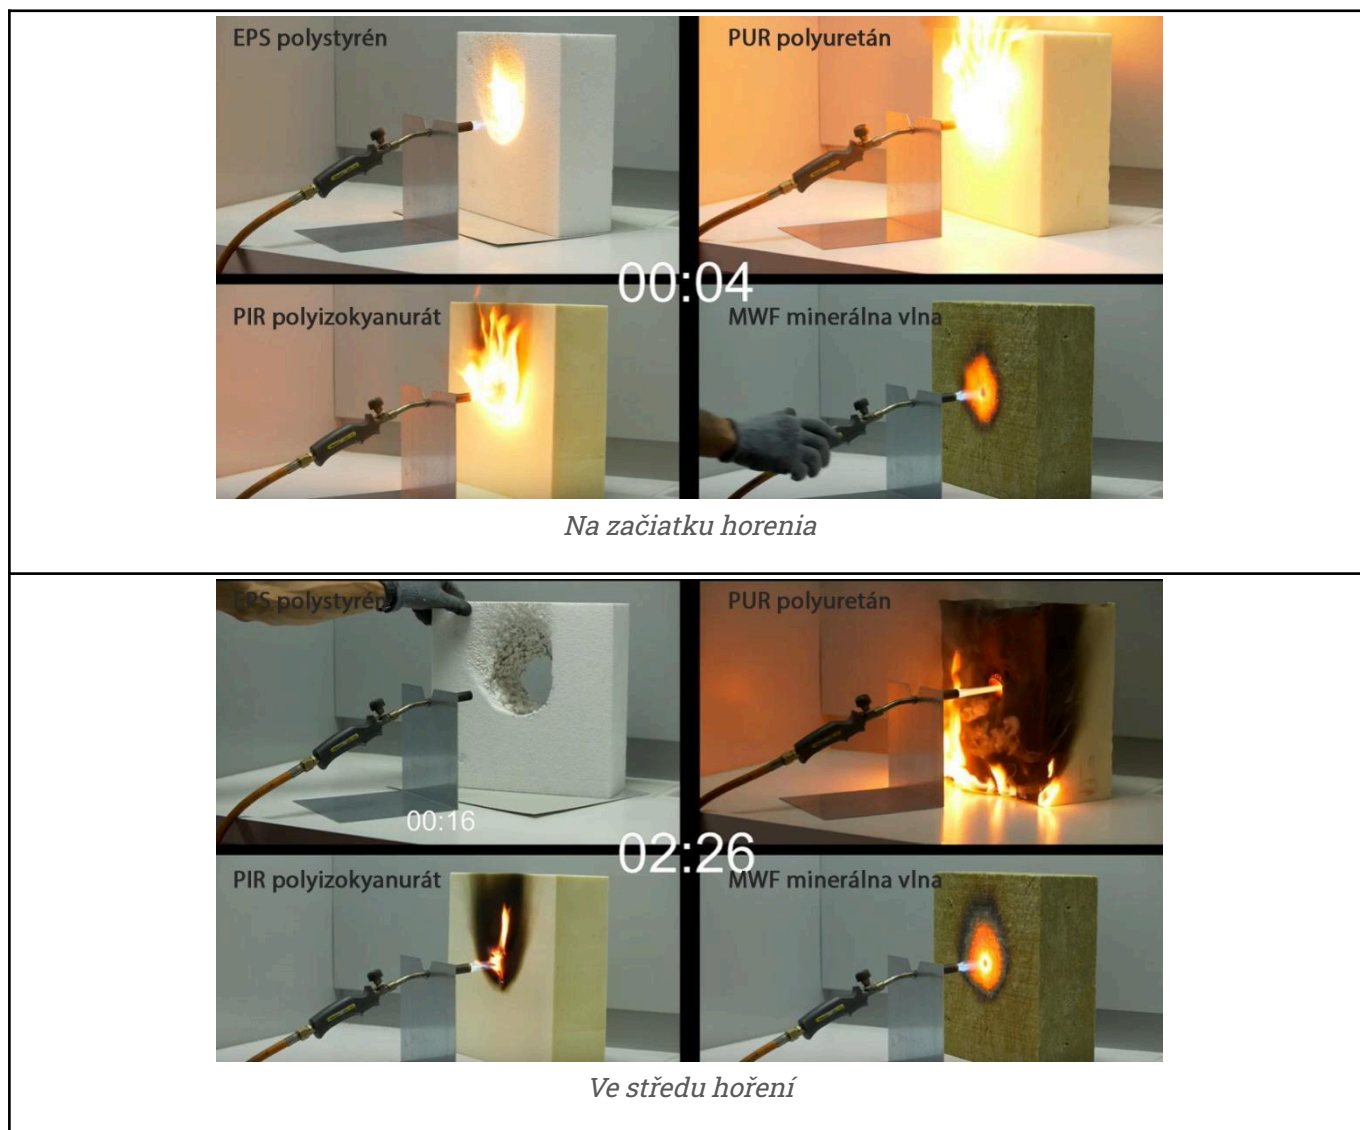 EPS polystyrén
PUR polyuretán
00:04
PIR polyizokyanurát
MWF minerálna vlna
Na začiatku horenia
EPS polystyrén
PUR polyuretán
00:16
02:26
PIR polyizokyanurát
MWF minerálna vlna
Ve středu hoření